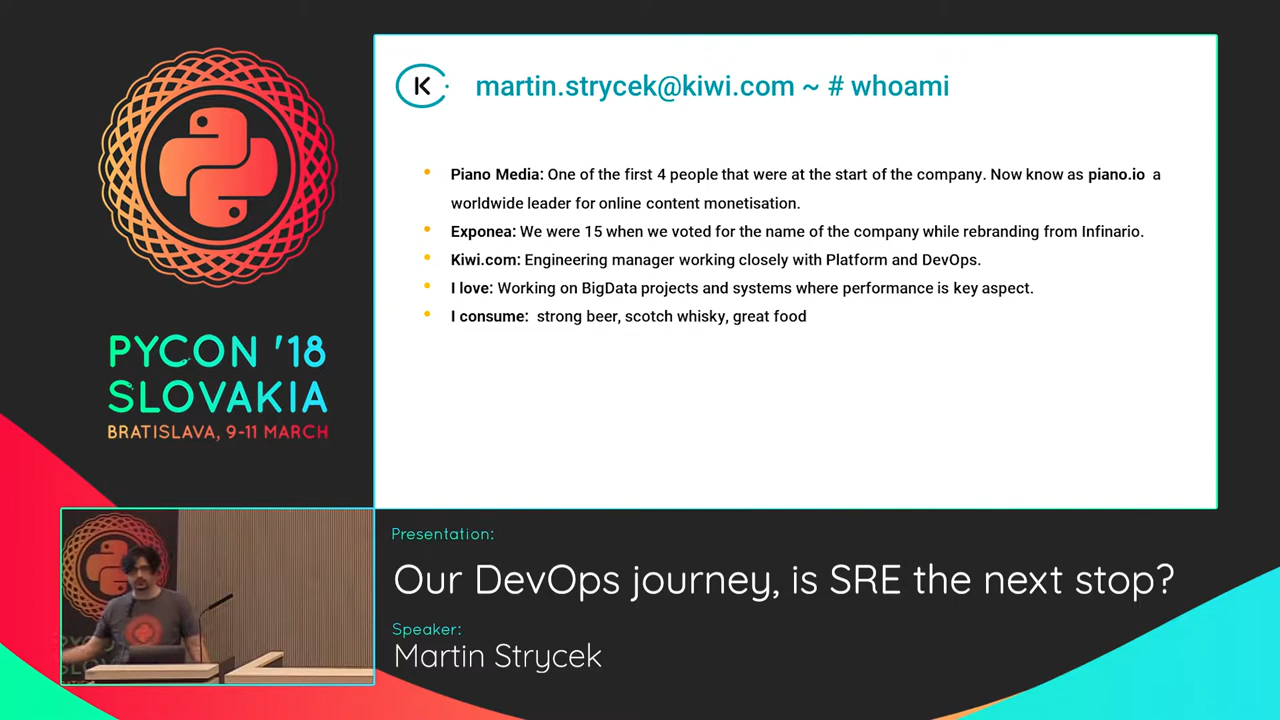 K
martin.strycek@kiwi.com ~ # whoami
• Piano Media: One of the first 4 people that were at the start of the company. Now know as piano.io a
worldwide leader for online content monetisation.
• Exponea: We were 15 when we voted for the name of the company while rebranding from Infinario.
• Kiwi.com: Engineering manager working closely with Platform and DevOps.
• I love: Working on BigData projects and systems where performance is key aspect.
• I consume: strong beer, scotch whisky, great food
PYCON '18
SLOVAKIA
BRATISLAVA, 9-11 MARCH
Presentation:
Our DevOps journey, is SRE the next stop?
Speaker:
Martin Strycek